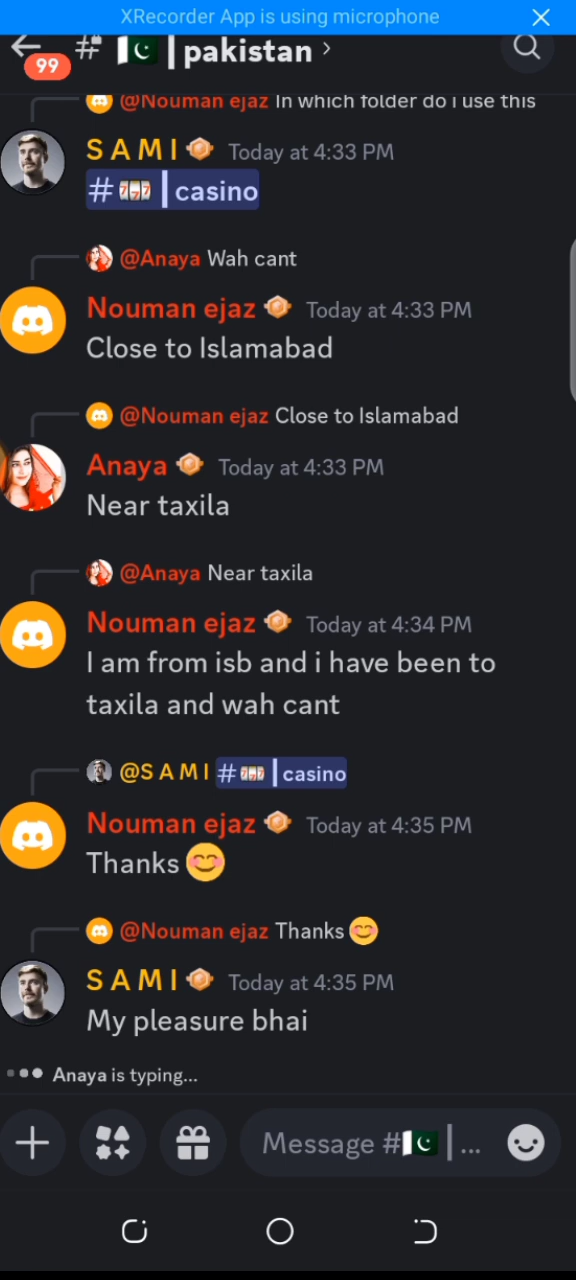 XRecorder App is using microphone
99
# 🇵🇰 | pakistan ›
@Nouman ejaz In which folder do i use this
S A M I Today at 4:33 PM
# 🎰 | casino
@Anaya Wah cant
Nouman ejaz Today at 4:33 PM
Close to Islamabad
@Nouman ejaz Close to Islamabad
Anaya Today at 4:33 PM
Near taxila
@Anaya Near taxila
Nouman ejaz Today at 4:34 PM
I am from isb and i have been to
taxila and wah cant
@S A M I # 🎰 | casino
Nouman ejaz Today at 4:35 PM
Thanks 😊
@Nouman ejaz Thanks 😊
S A M I Today at 4:35 PM
My pleasure bhai
Anaya is typing...
Message #🇵🇰 | ...